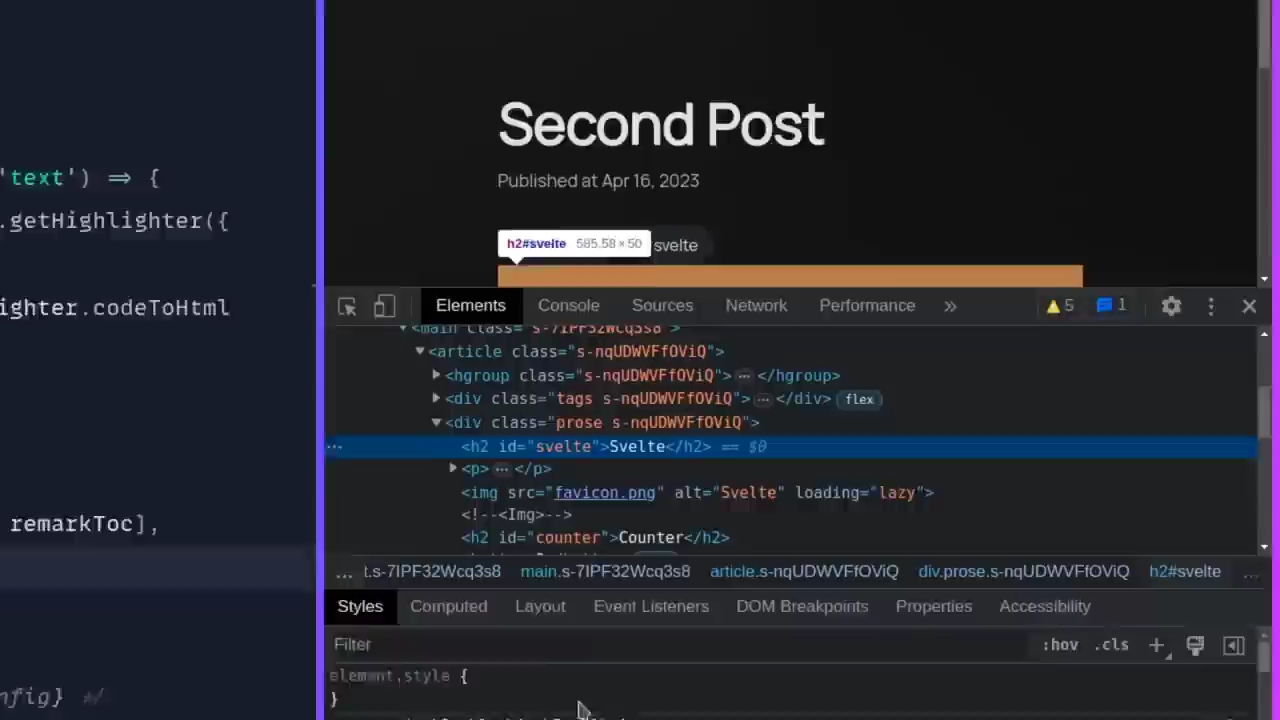 'text') => {
.getHighlighter({
ighter.codeToHtml
remarkToc],
nfig} */
Second Post
Published at Apr 16, 2023
h2#svelte 585.58 × 50 svelte
Elements Console Sources Network Performance » 5 1
<main class="s-7IPF32Wcq3s8">
<article class="s-nqUDWVFfOViQ">
<hgroup class="s-nqUDWVFfOViQ"> … </hgroup>
<div class="tags s-nqUDWVFfOViQ"> … </div> flex
<div class="prose s-nqUDWVFfOViQ">
… <h2 id="svelte">Svelte</h2> == $0
<p> … </p>
<img src="favicon.png" alt="Svelte" loading="lazy">
<!--<Img>-->
<h2 id="counter">Counter</h2>
… t.s-7IPF32Wcq3s8 main.s-7IPF32Wcq3s8 article.s-nqUDWVFfOViQ div.prose.s-nqUDWVFfOViQ h2#svelte …
Styles Computed Layout Event Listeners DOM Breakpoints Properties Accessibility
Filter :hov .cls +
element.style {
}